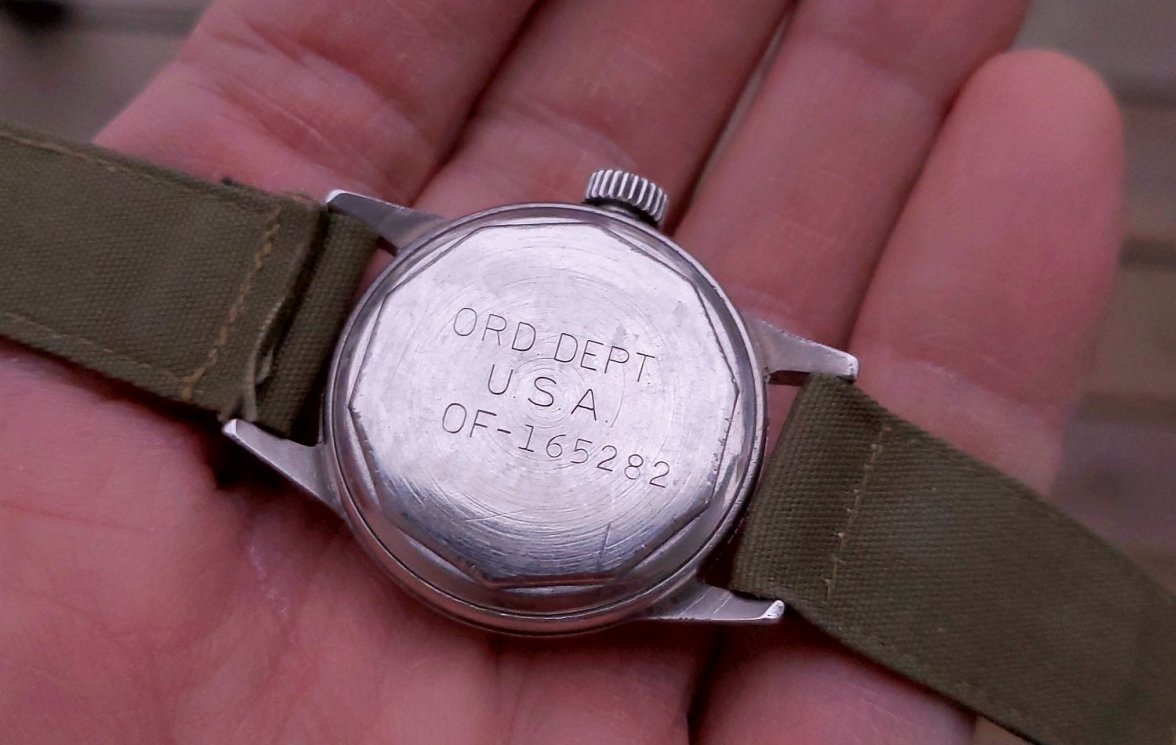 ORD DEPT.
U.S.A.
OF-165282